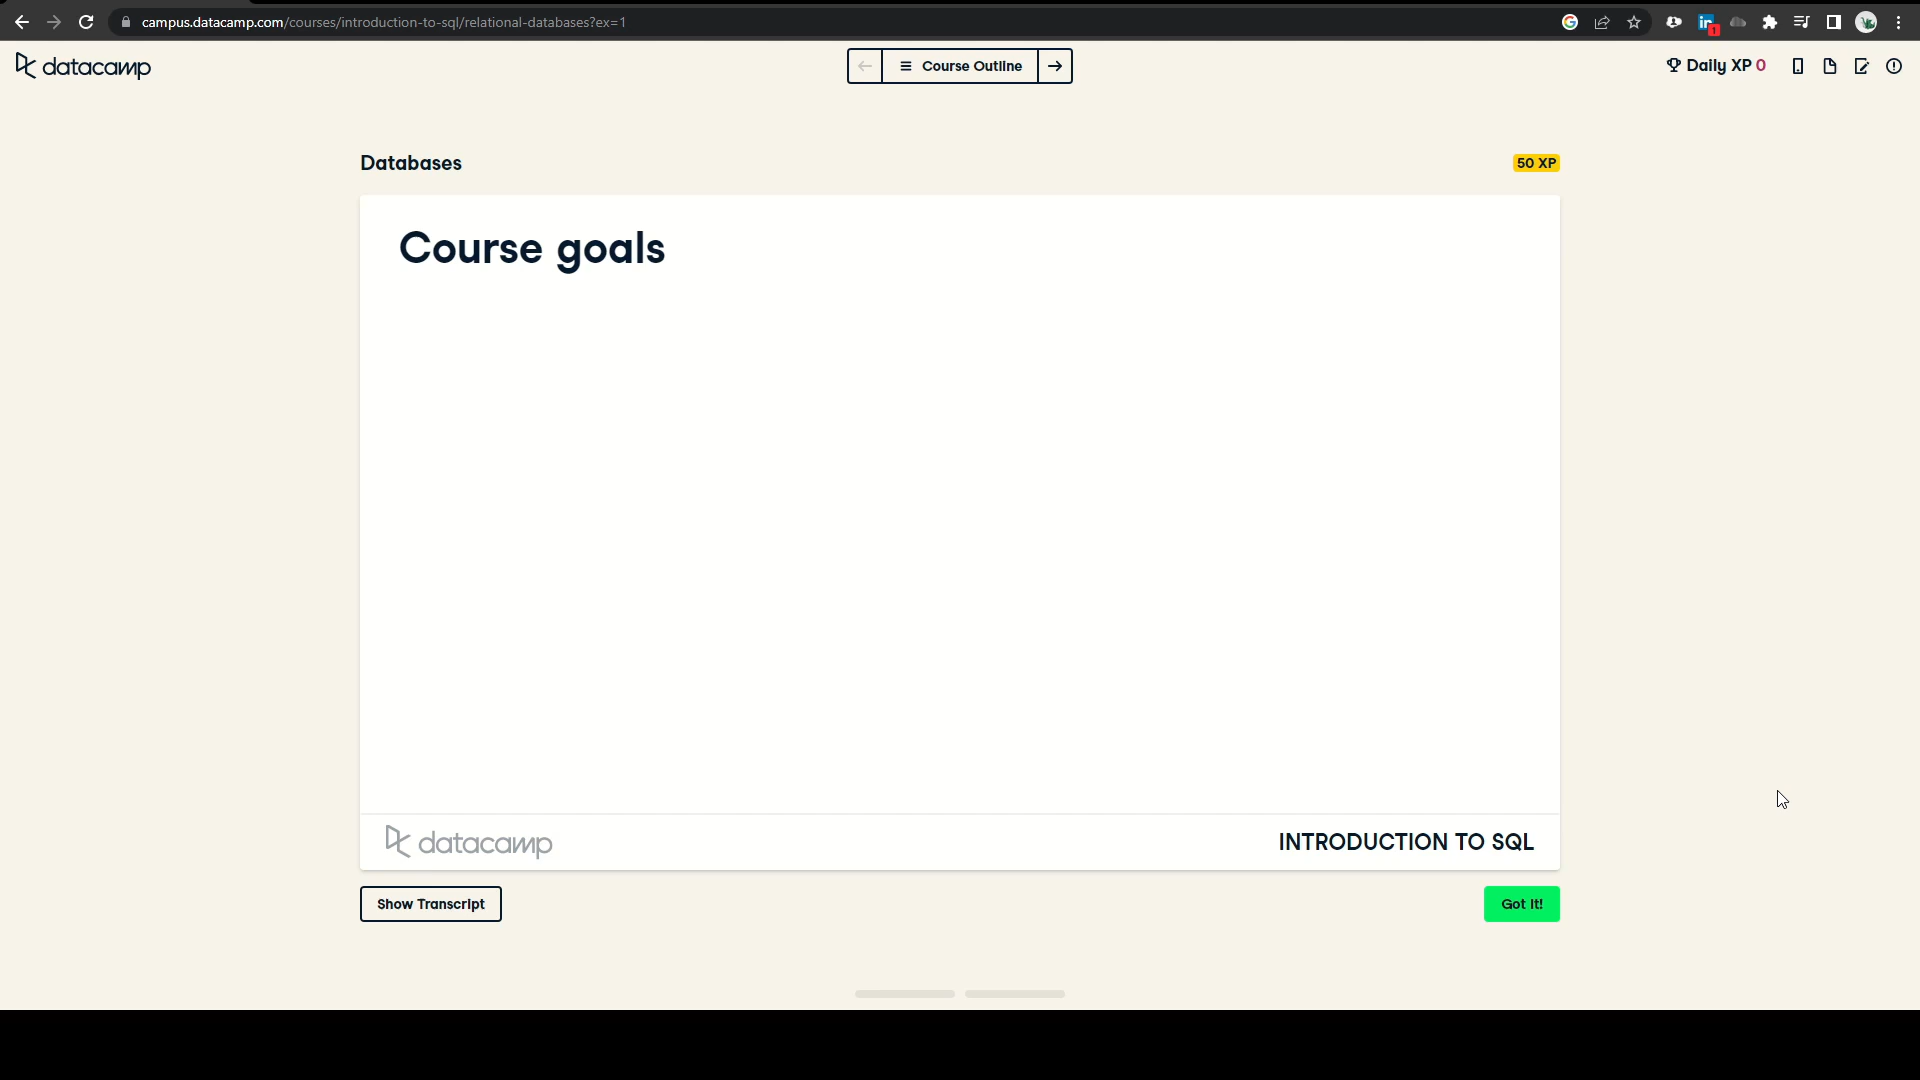 campus.datacamp.com/courses/introduction-to-sql/relational-databases?ex=1
1
datacamp
Course Outline
Daily XP 0
Databases
50 XP
Course goals
datacamp
INTRODUCTION TO SQL
Show Transcript
Got It!